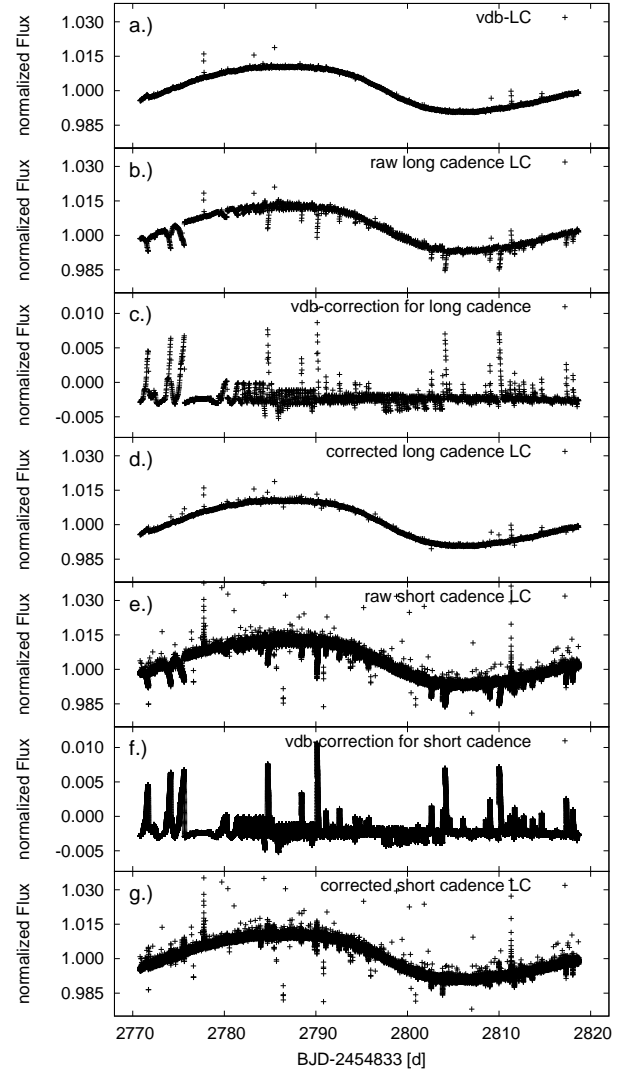 normalized Flux
1.030
1.015
1.000
0.985
a.)
vdb-LC
normalized Flux
1.030
1.015
1.000
0.985
b.)
raw long cadence LC
normalized Flux
0.010
0.005
0.000
-0.005
c.)
vdb-correction for long cadence
normalized Flux
1.030
1.015
1.000
0.985
d.)
corrected long cadence LC
normalized Flux
1.030
1.015
1.000
0.985
e.)
raw short cadence LC
normalized Flux
0.010
0.005
0.000
-0.005
f.)
vdb-correction for short cadence
normalized Flux
1.030
1.015
1.000
0.985
g.)
corrected short cadence LC
2770 2780 2790 2800 2810 2820
BJD-2454833 [d]